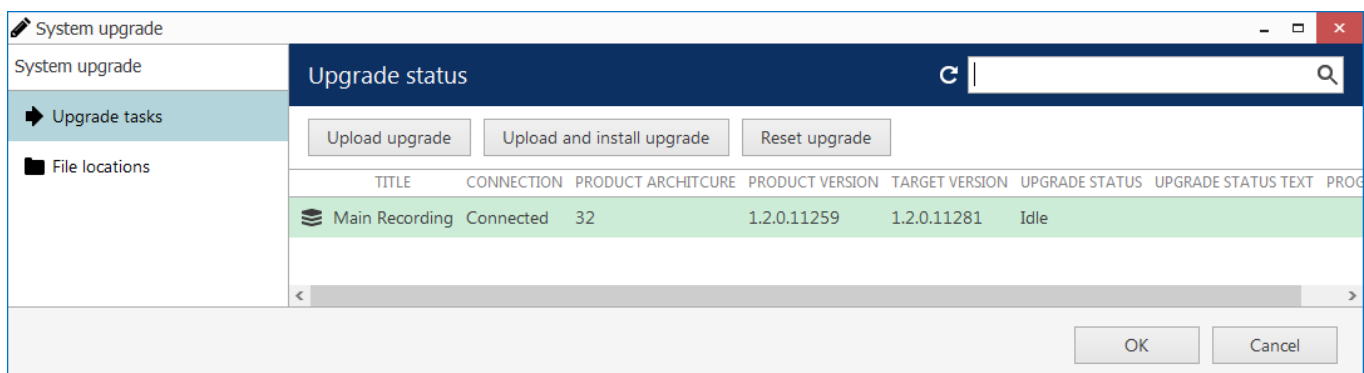 System upgrade
System upgrade
Upgrade tasks
File locations
Upgrade status
Upload upgrade Upload and install upgrade Reset upgrade
TITLE CONNECTION PRODUCT ARCHITCURE PRODUCT VERSION TARGET VERSION UPGRADE STATUS UPGRADE STATUS TEXT PROG
Main Recording Connected 32 1.2.0.11259 1.2.0.11281 Idle
OK Cancel